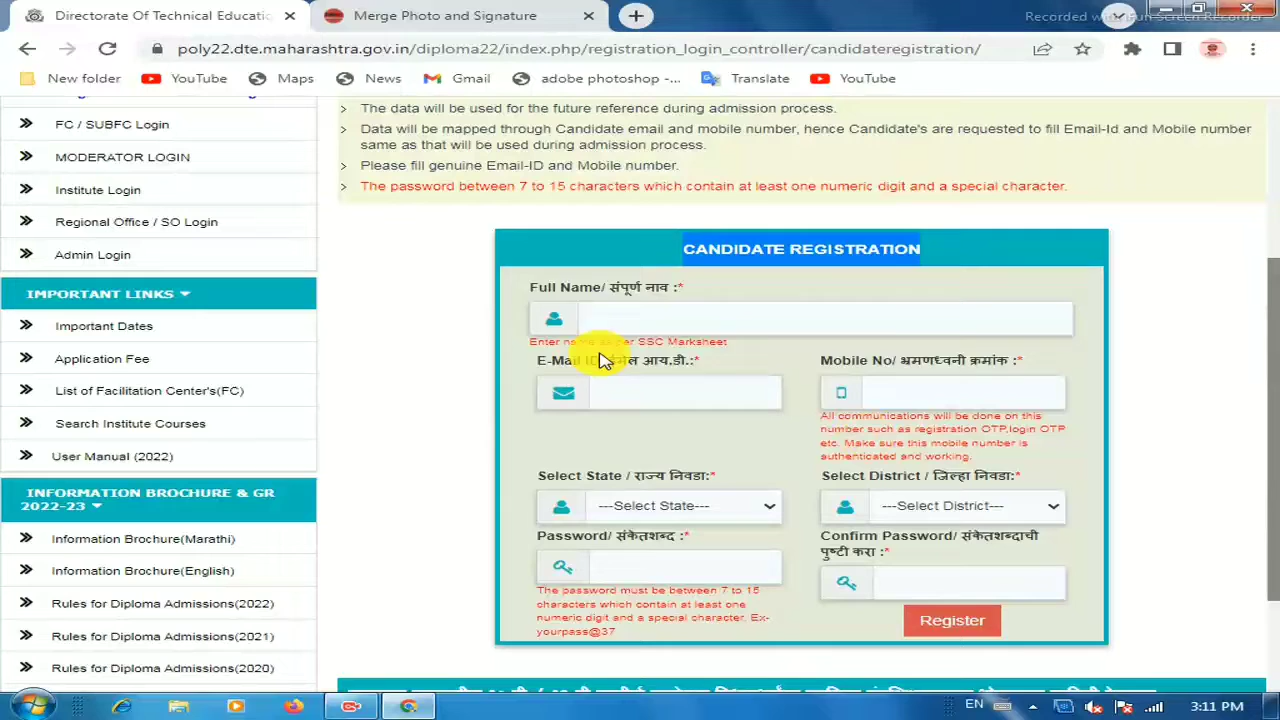 Directorate Of Technical Educatio
Merge Photo and Signature
Recorded with iFun Screen Recorder
poly22.dte.maharashtra.gov.in/diploma22/index.php/registration_login_controller/candidateregistration/
New folder
YouTube
Maps
News
Gmail
adobe photoshop -...
Translate
YouTube
FC / SUBFC Login
MODERATOR LOGIN
Institute Login
Regional Office / SO Login
Admin Login
IMPORTANT LINKS
Important Dates
Application Fee
List of Facilitation Center's(FC)
Search Institute Courses
User Manual (2022)
INFORMATION BROCHURE & GR
2022-23
Information Brochure(Marathi)
Information Brochure(English)
Rules for Diploma Admissions(2022)
Rules for Diploma Admissions(2021)
Rules for Diploma Admissions(2020)
The data will be used for the future reference during admission process.
Data will be mapped through Candidate email and mobile number, hence Candidate's are requested to fill Email-Id and Mobile number
same as that will be used during admission process.
Please fill genuine Email-ID and Mobile number.
The password between 7 to 15 characters which contain at least one numeric digit and a special character.
CANDIDATE REGISTRATION
Full Name/ संपूर्ण नाव :*
Enter name as per SSC Marksheet
E-Mail ID/ईमेल आय.डी.:*
Mobile No/ भ्रमणध्वनी क्रमांक :*
All communications will be done on this
number such as registration OTP,login OTP
etc. Make sure this mobile number is
authenticated and working.
Select State / राज्य निवडा:*
---Select State---
Select District / जिल्हा निवडा:*
---Select District---
Password/ संकेतशब्द :*
The password must be between 7 to 15
characters which contain at least one
numeric digit and a special character. Ex-
yourpass@37
Confirm Password/ संकेतशब्दाची
पुष्टी करा :*
Register
EN
3:11 PM